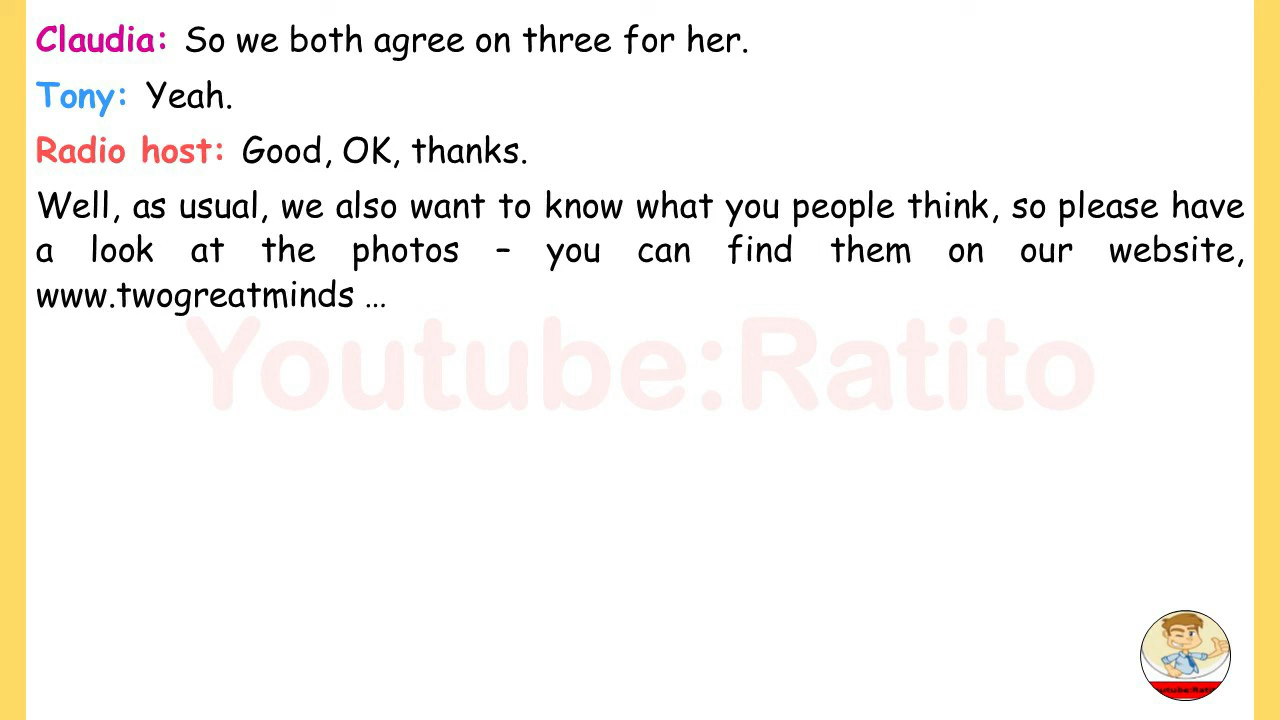 Claudia: So we both agree on three for her.
Tony: Yeah.
Radio host: Good, OK, thanks.
Well, as usual, we also want to know what you people think, so please have
a look at the photos – you can find them on our website,
www.twogreatminds …
Youtube:Ratito